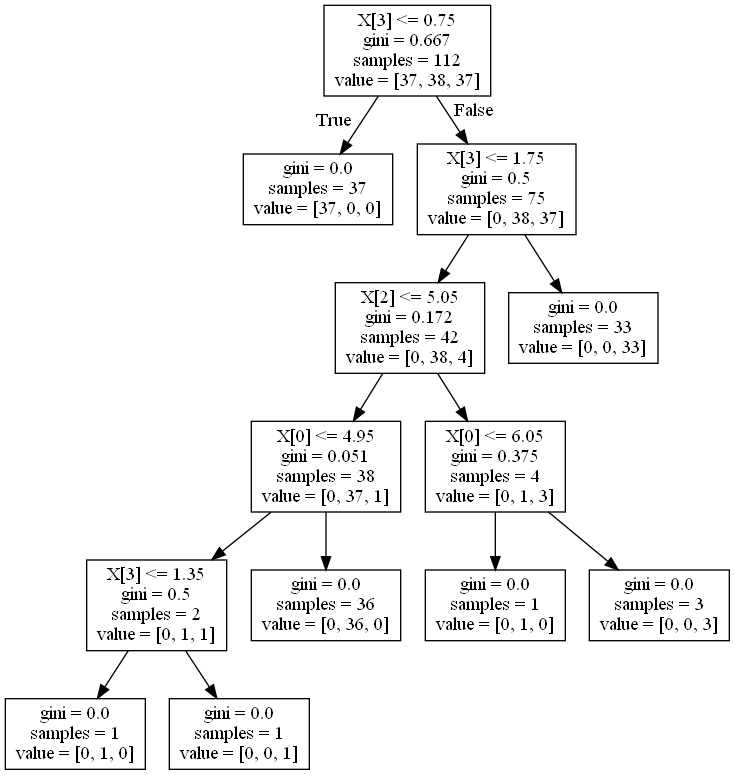 X[3] <= 0.75
gini = 0.667
samples = 112
value = [37, 38, 37]
True
False
gini = 0.0
samples = 37
value = [37, 0, 0]
X[3] <= 1.75
gini = 0.5
samples = 75
value = [0, 38, 37]
X[2] <= 5.05
gini = 0.172
samples = 42
value = [0, 38, 4]
gini = 0.0
samples = 33
value = [0, 0, 33]
X[0] <= 4.95
gini = 0.051
samples = 38
value = [0, 37, 1]
X[0] <= 6.05
gini = 0.375
samples = 4
value = [0, 1, 3]
X[3] <= 1.35
gini = 0.5
samples = 2
value = [0, 1, 1]
gini = 0.0
samples = 36
value = [0, 36, 0]
gini = 0.0
samples = 1
value = [0, 1, 0]
gini = 0.0
samples = 3
value = [0, 0, 3]
gini = 0.0
samples = 1
value = [0, 1, 0]
gini = 0.0
samples = 1
value = [0, 0, 1]